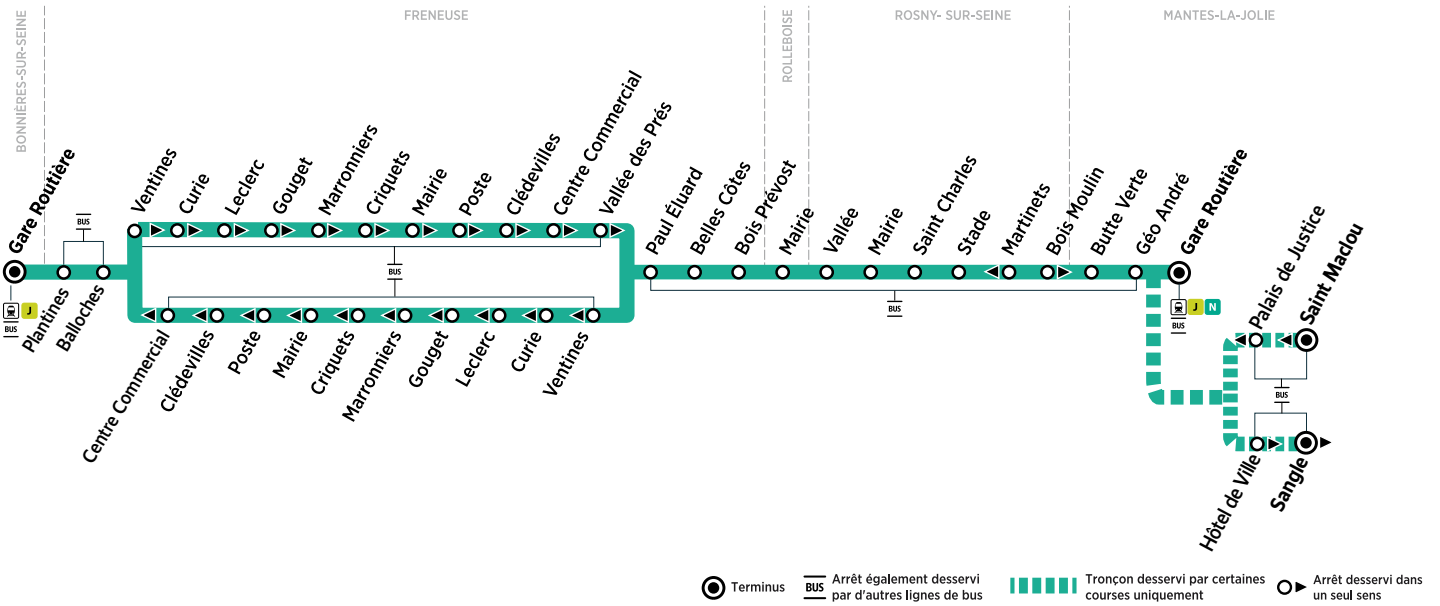 BONNIÈRES-SUR-SEINE
FRENEUSE
ROLLEBOISE
ROSNY- SUR-SEINE
MANTES-LA-JOLIE
Gare Routière
BUS
J
Plantines
Balloches
BUS
Ventines
Curie
Leclerc
Gouget
Marronniers
Criquets
Mairie
Poste
Clédevilles
Centre Commercial
Vallée des Prés
BUS
Centre Commercial
Clédevilles
Poste
Mairie
Criquets
Marronniers
Gouget
Leclerc
Curie
Ventines
Paul Éluard
Belles Côtes
Bois Prévost
Mairie
Vallée
Mairie
Saint Charles
Stade
Martinets
Bois Moulin
Butte Verte
Géo André
Gare Routière
BUS
J
N
BUS
Palais de Justice
Saint Maclou
BUS
Hôtel de Ville
Sangle
Terminus
BUS
Arrêt également desservi
par d'autres lignes de bus
Tronçon desservi par certaines
courses uniquement
Arrêt desservi dans
un seul sens